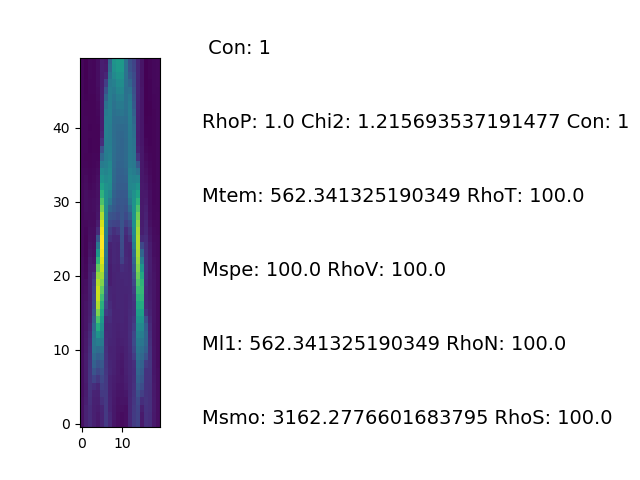 Con: 1
RhoP: 1.0 Chi2: 1.215693537191477 Con: 1
40
Mtem: 562.341325190349 RhoT: 100.0
30
Mspe: 100.0 RhoV: 100.0
20
Ml1: 562.341325190349 RhoN: 100.0
10
Msmo: 3162.2776601683795 RhoS: 100.0
0
0 10